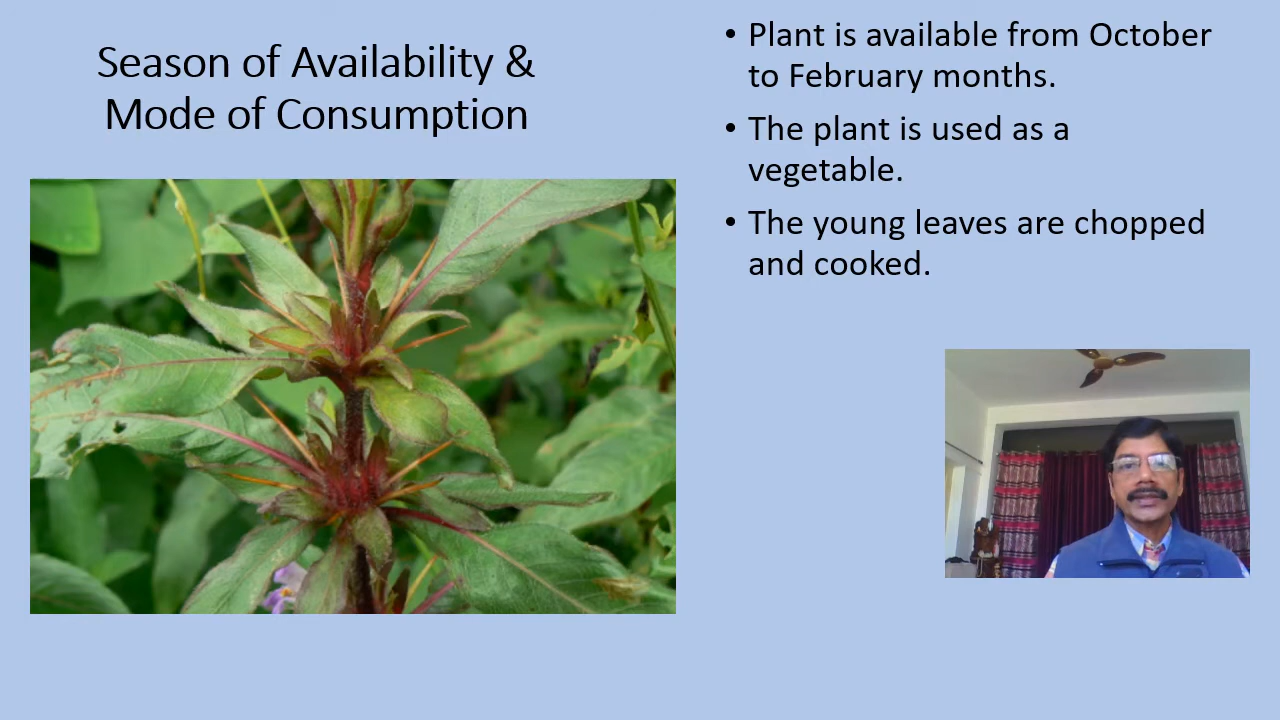 Season of Availability &
Mode of Consumption
• Plant is available from October
to February months.
• The plant is used as a
vegetable.
• The young leaves are chopped
and cooked.